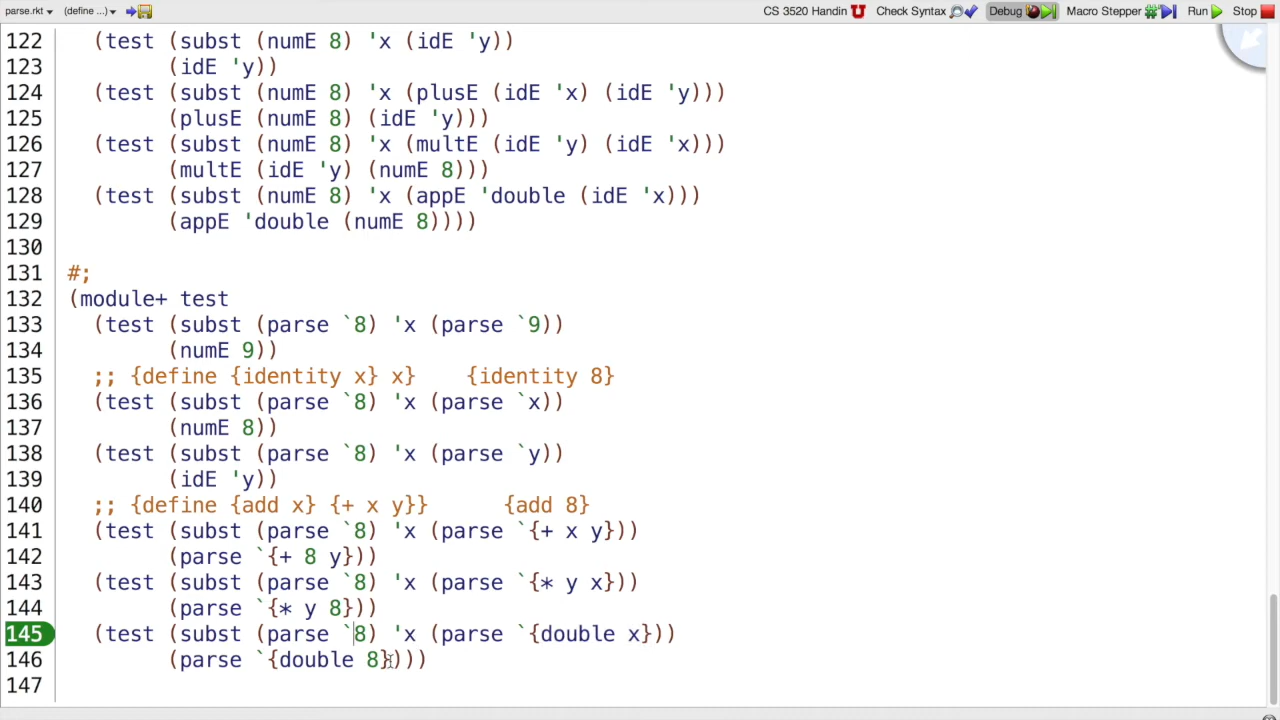 parse.rkt (define ...) CS 3520 Handin Check Syntax Debug Macro Stepper Run Stop
122 (test (subst (numE 8) 'x (idE 'y))
123 (idE 'y))
124 (test (subst (numE 8) 'x (plusE (idE 'x) (idE 'y)))
125 (plusE (numE 8) (idE 'y)))
126 (test (subst (numE 8) 'x (multE (idE 'y) (idE 'x)))
127 (multE (idE 'y) (numE 8)))
128 (test (subst (numE 8) 'x (appE 'double (idE 'x)))
129 (appE 'double (numE 8))))
130
131 #;
132 (module+ test
133 (test (subst (parse `8) 'x (parse `9))
134 (numE 9))
135 ;; {define {identity x} x} {identity 8}
136 (test (subst (parse `8) 'x (parse `x))
137 (numE 8))
138 (test (subst (parse `8) 'x (parse `y))
139 (idE 'y))
140 ;; {define {add x} {+ x y}} {add 8}
141 (test (subst (parse `8) 'x (parse `{+ x y}))
142 (parse `{+ 8 y}))
143 (test (subst (parse `8) 'x (parse `{* y x}))
144 (parse `{* y 8}))
145 (test (subst (parse `8) 'x (parse `{double x}))
146 (parse `{double 8})))
147